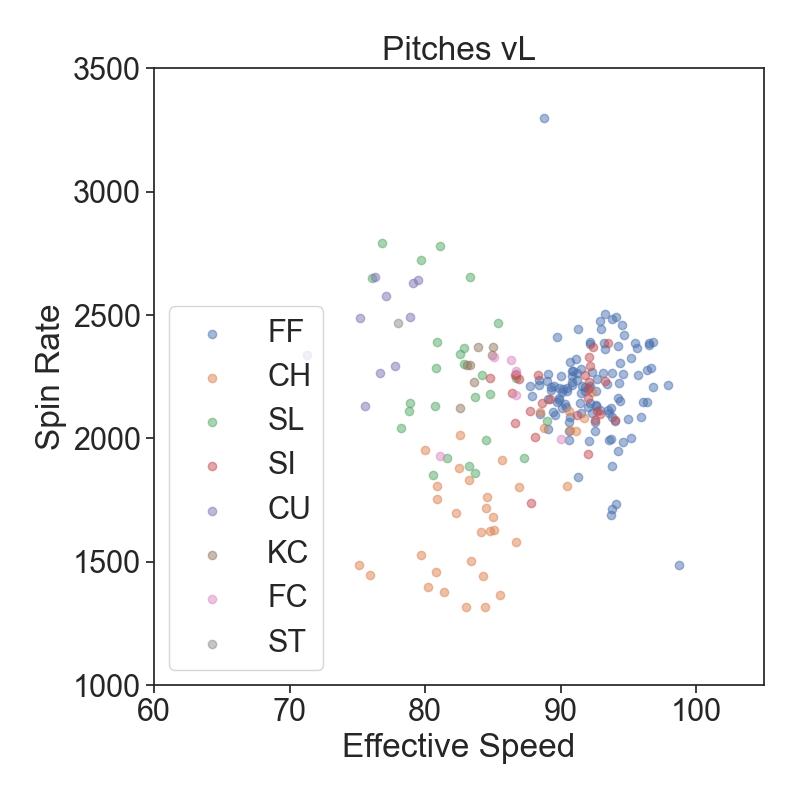 Pitches vL
3500
3000
2500
2000
1500
1000
Spin Rate
FF
CH
SL
SI
CU
KC
FC
ST
60 70 80 90 100
Effective Speed